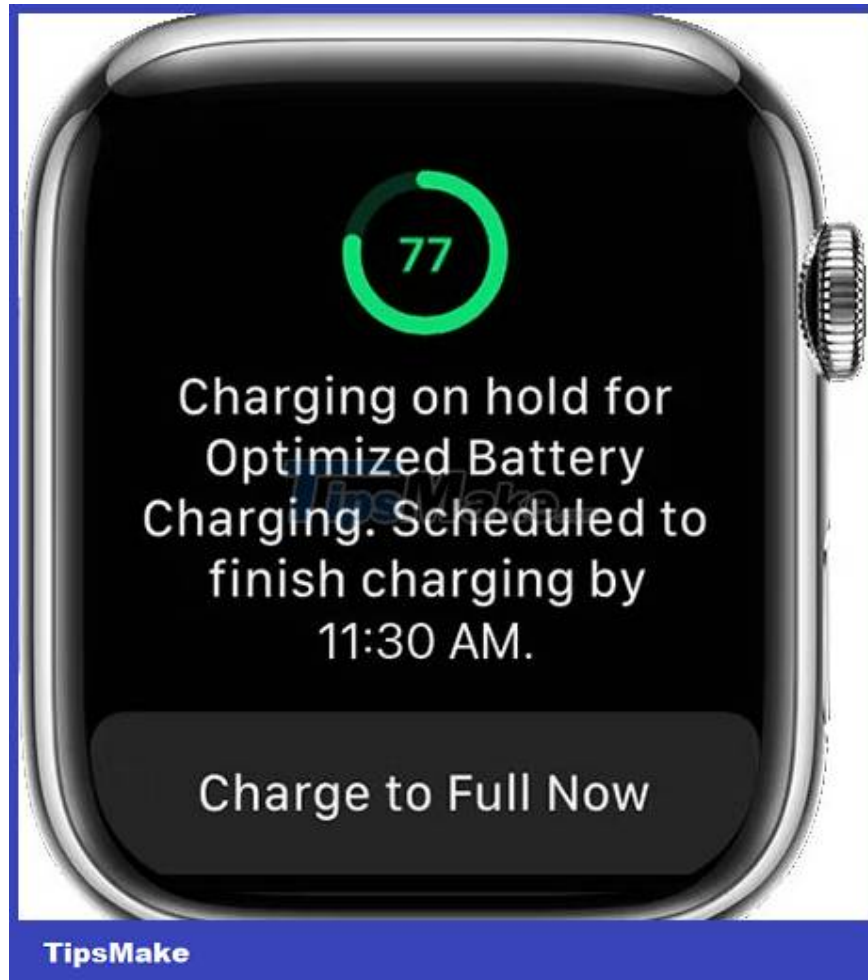 77
Charging on hold for
Optimized Battery
Charging. Scheduled to
finish charging by
11:30 AM.
TipsMake
Charge to Full Now
TipsMake